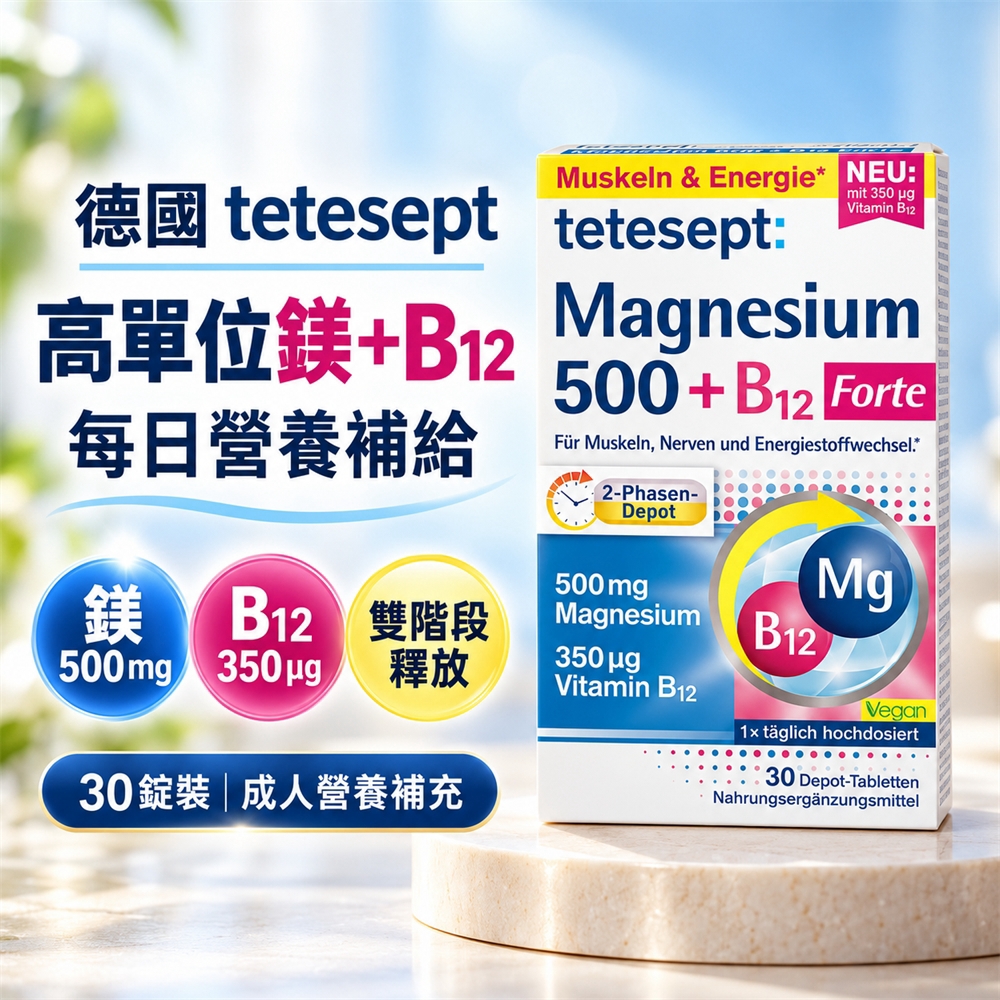 德國 tetesept
高單位鎂+B12
每日營養補給
鎂
500mg
B12
350μg
雙階段
釋放
30錠裝｜成人營養補充
Muskeln & Energie*
NEU:
mit 350 μg
Vitamin B12
tetesept:
Magnesium
500 + B12 Forte
Für Muskeln, Nerven und Energiestoffwechsel.*
2-Phasen-
Depot
500 mg
Magnesium
350 μg
Vitamin B12
Mg
B12
Vegan
1x täglich hochdosiert
30 Depot-Tabletten
Nahrungsergänzungsmittel